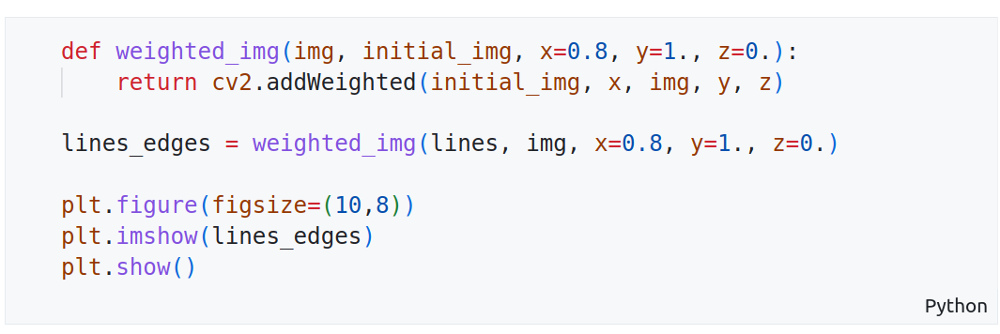 def weighted_img(img, initial_img, x=0.8, y=1., z=0.):
    return cv2.addWeighted(initial_img, x, img, y, z)

lines_edges = weighted_img(lines, img, x=0.8, y=1., z=0.)

plt.figure(figsize=(10,8))
plt.imshow(lines_edges)
plt.show()
Python